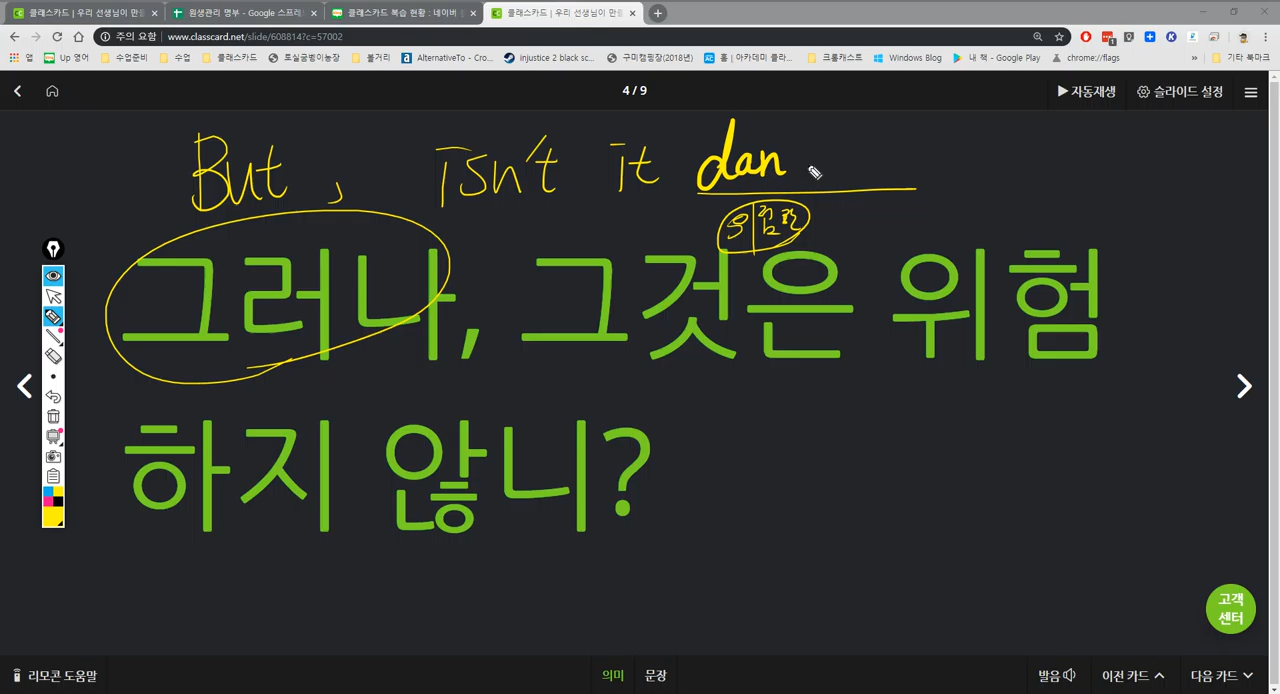 클래스카드 | 우리 선생님이 만든
원생관리 명부 - Google 스프레
클래스카드 복습 현황 : 네이버
클래스카드 | 우리 선생님이 만든
주의 요함 www.classcard.net/slide/608814?c=57002
앱 Up 영어 수업준비 수업 클래스카드 토실공벵이농장 볼거리 AlternativeTo - Cro... injustice 2 black sc... 구미캠핑장(2018년) 홈 | 아카데미 플라... 크롬캐스트 Windows Blog 내 책 - Google Play chrome://flags » 기타 북마크
4 / 9 자동재생 슬라이드 설정
But, isn't it dan
위험한
그러나, 그것은 위험
하지 않니?
고객
센터
리모콘 도움말 의미 문장 발음 이전 카드 다음 카드